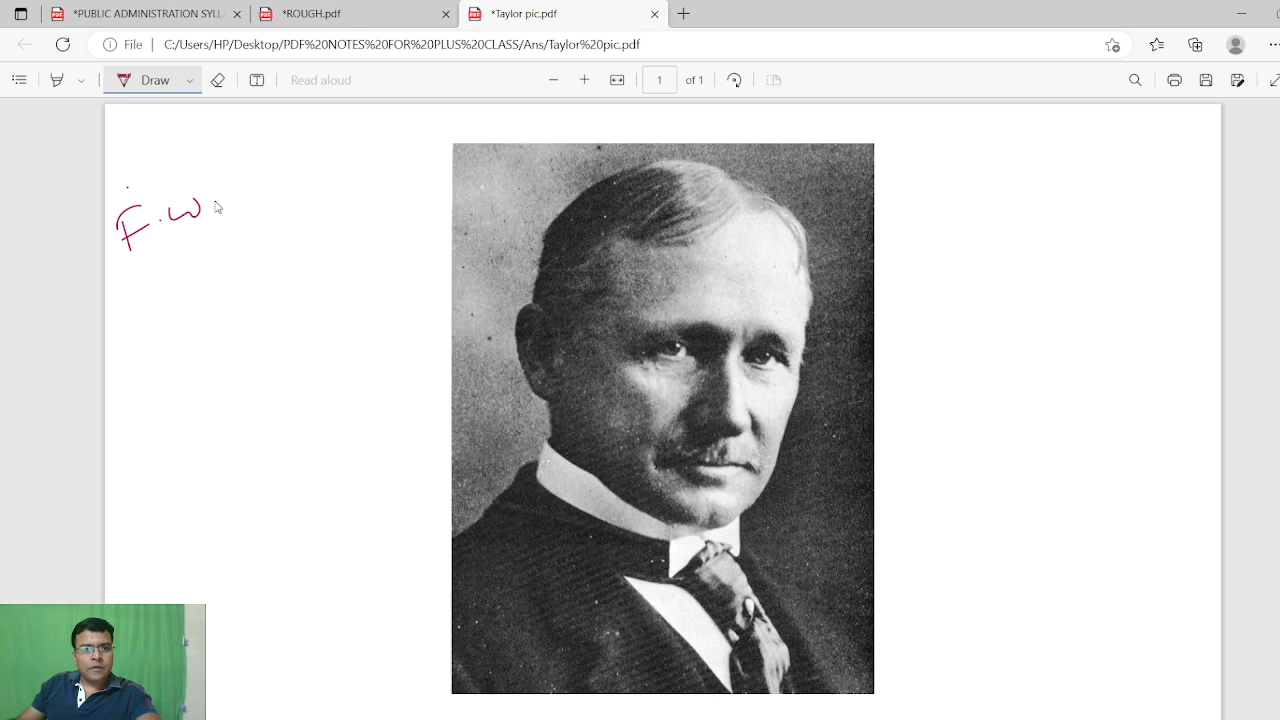 *PUBLIC ADMINISTRATION SYLLA
*ROUGH.pdf
*Taylor pic.pdf
File
C:/Users/HP/Desktop/PDF%20NOTES%20FOR%20PLUS%20CLASS/Ans/Taylor%20pic.pdf
Draw
Read aloud
1 of 1
F.W